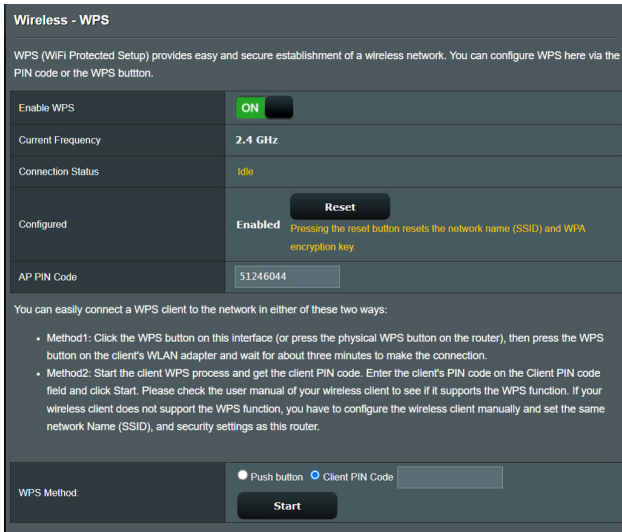 Wireless - WPS
WPS (WiFi Protected Setup) provides easy and secure establishment of a wireless network. You can configure WPS here via the
PIN code or the WPS buttton.
Enable WPS
ON
Current Frequency
2.4 GHz
Connection Status
Idle
Configured
Enabled
Reset
Pressing the reset button resets the network name (SSID) and WPA
encryption key.
AP PIN Code
51246044
You can easily connect a WPS client to the network in either of these two ways:
• Method1: Click the WPS button on this interface (or press the physical WPS button on the router), then press the WPS
button on the client's WLAN adapter and wait for about three minutes to make the connection.
• Method2: Start the client WPS process and get the client PIN code. Enter the client's PIN code on the Client PIN code
field and click Start. Please check the user manual of your wireless client to see if it supports the WPS function. If your
wireless client does not support the WPS function, you have to configure the wireless client manually and set the same
network Name (SSID), and security settings as this router.
WPS Method:
Push button Client PIN Code
Start